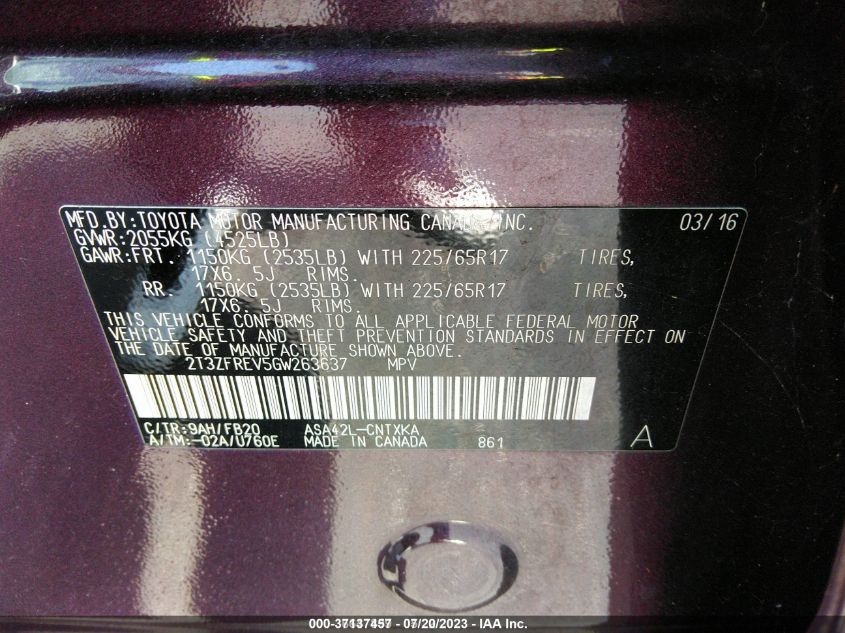 MFD.BY:TOYOTA MOTOR MANUFACTURING CANADA INC. 03/16
GVWR:2055KG (4525LB)
GAWR:FRT. 1150KG (2535LB) WITH 225/65R17 TIRES,
17X6.5J RIMS.
RR. 1150KG (2535LB) WITH 225/65R17 TIRES,
17X6.5J RIMS.
THIS VEHICLE CONFORMS TO ALL APPLICABLE FEDERAL MOTOR
VEHICLE SAFETY AND THEFT PREVENTION STANDARDS IN EFFECT ON
THE DATE OF MANUFACTURE SHOWN ABOVE.
2T3ZFREV5GW263637 MPV
C/TR:9AH/FB20 ASA42L-CNTXKA
A/TM:-02A/U760E MADE IN CANADA 861 A
000-37137457 - 07/20/2023 - IAA Inc.